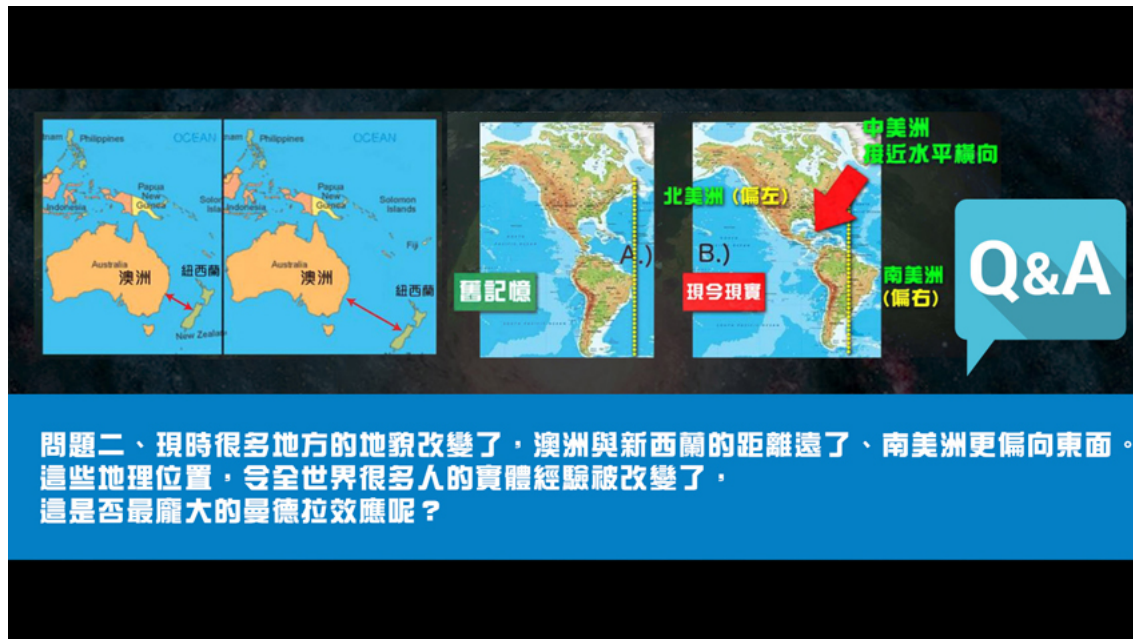 tnam
Philippines
OCEAN
Papua
New
Guinea
Solor
Isla
Indonesia
Australia
澳洲
紐西蘭
New Zealan
nam
Philippines
OCEAN
Papua
New
Guinea
Solomon
Islands
Indonesia
Fiji
Australia
澳洲
紐西蘭
New Zealand
舊記憶
A.)
北美洲 (偏左)
中美洲
接近水平橫向
B.)
現今現實
南美洲
(偏右)
Q&A
問題二、現時很多地方的地貌改變了，澳洲與新西蘭的距離遠了、南美洲更偏向東面。
這些地理位置，令全世界很多人的實體經驗被改變了，
這是否最龐大的曼德拉效應呢？